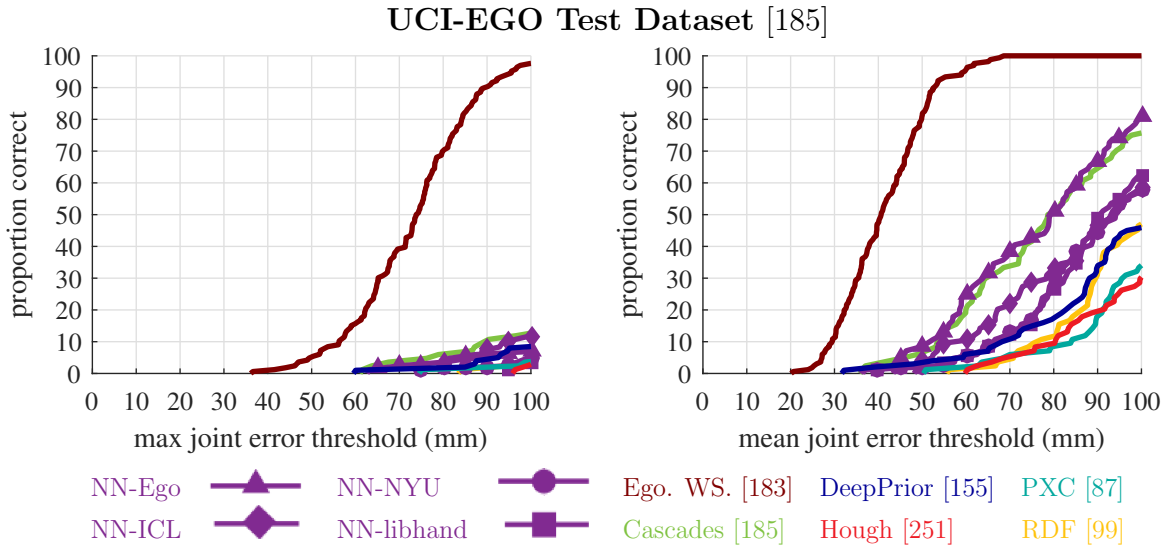 UCI-EGO Test Dataset [185]
proportion correct
100
90
80
70
60
50
40
30
20
10
0
0 10 20 30 40 50 60 70 80 90 100
max joint error threshold (mm)
proportion correct
100
90
80
70
60
50
40
30
20
10
0
0 10 20 30 40 50 60 70 80 90 100
mean joint error threshold (mm)
NN-Ego NN-NYU Ego. WS. [183] DeepPrior [155] PXC [87]
NN-ICL NN-libhand Cascades [185] Hough [251] RDF [99]